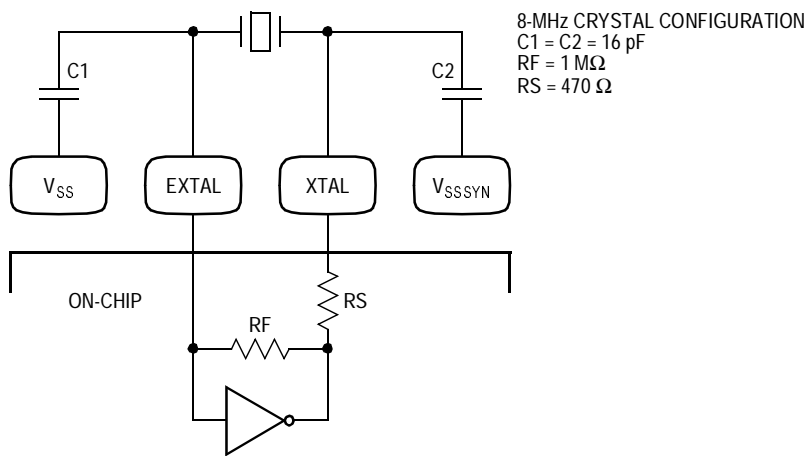 8-MHz CRYSTAL CONFIGURATION
C1 = C2 = 16 pF
RF = 1 MΩ
RS = 470 Ω
C1
C2
VSS
EXTAL
XTAL
VSSSYN
ON-CHIP
RS
RF